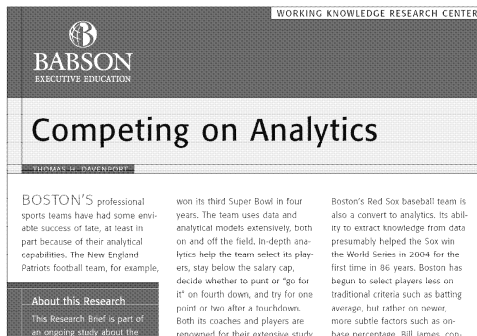 WORKING KNOWLEDGE RESEARCH CENTER
BABSON
EXECUTIVE EDUCATION
Competing on Analytics
THOMAS H. DAVENPORT
BOSTON'S professional
sports teams have had some envi-
able success of late, at least in
part because of their analytical
capabilities. The New England
Patriots football team, for example,
About this Research
This Research Brief is part of
an ongoing study about the
won its third Super Bowl in four
years. The team uses data and
analytical models extensively, both
on and off the field. In-depth ana-
lytics help the team select its play-
ers, stay below the salary cap,
decide whether to punt or "go for
it" on fourth down, and try for one
point or two after a touchdown.
Both its coaches and players are
renowned for their extensive study
Boston's Red Sox baseball team is
also a convert to analytics. Its abil-
ity to extract knowledge from data
presumably helped the Sox win
the World Series in 2004 for the
first time in 86 years. Boston has
begun to select players less on
traditional criteria such as batting
average, but rather on newer,
more subtle factors such as on-
base percentage. Bill James, con-